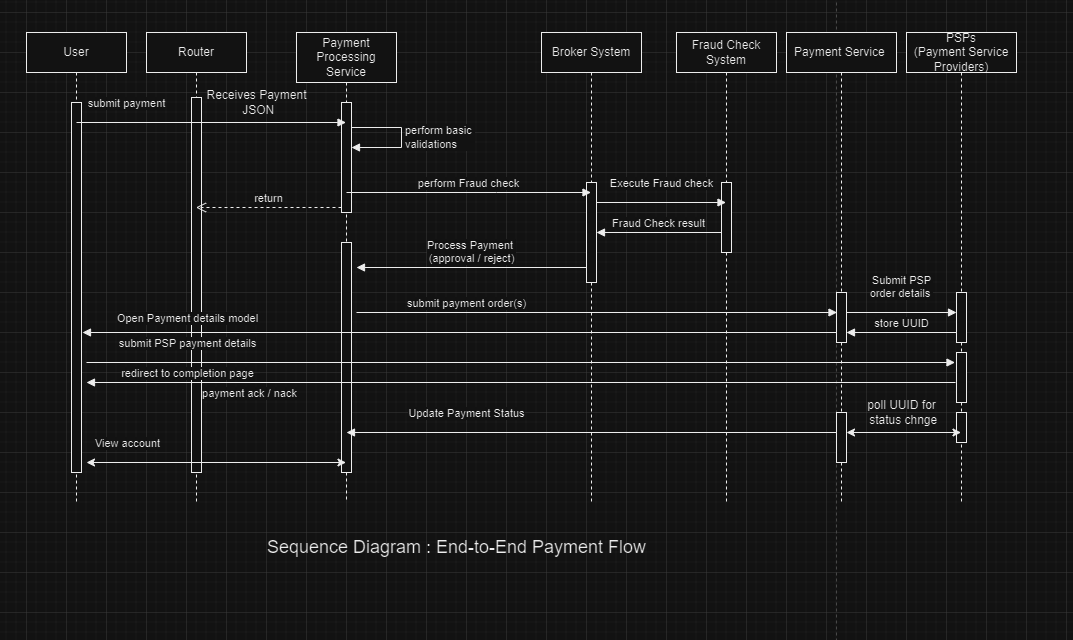 User
Router
Payment
Processing
Service
Broker System
Fraud Check
System
Payment Service
PSPs
(Payment Service
Providers)
submit payment
Receives Payment
JSON
perform basic
validations
perform Fraud check
Execute Fraud check
return
Fraud Check result
Process Payment
(approval / reject)
submit payment order(s)
Submit PSP
order details
Open Payment details model
store UUID
submit PSP payment details
redirect to completion page
payment ack / nack
Update Payment Status
poll UUID for
status chnge
View account
Sequence Diagram : End-to-End Payment Flow